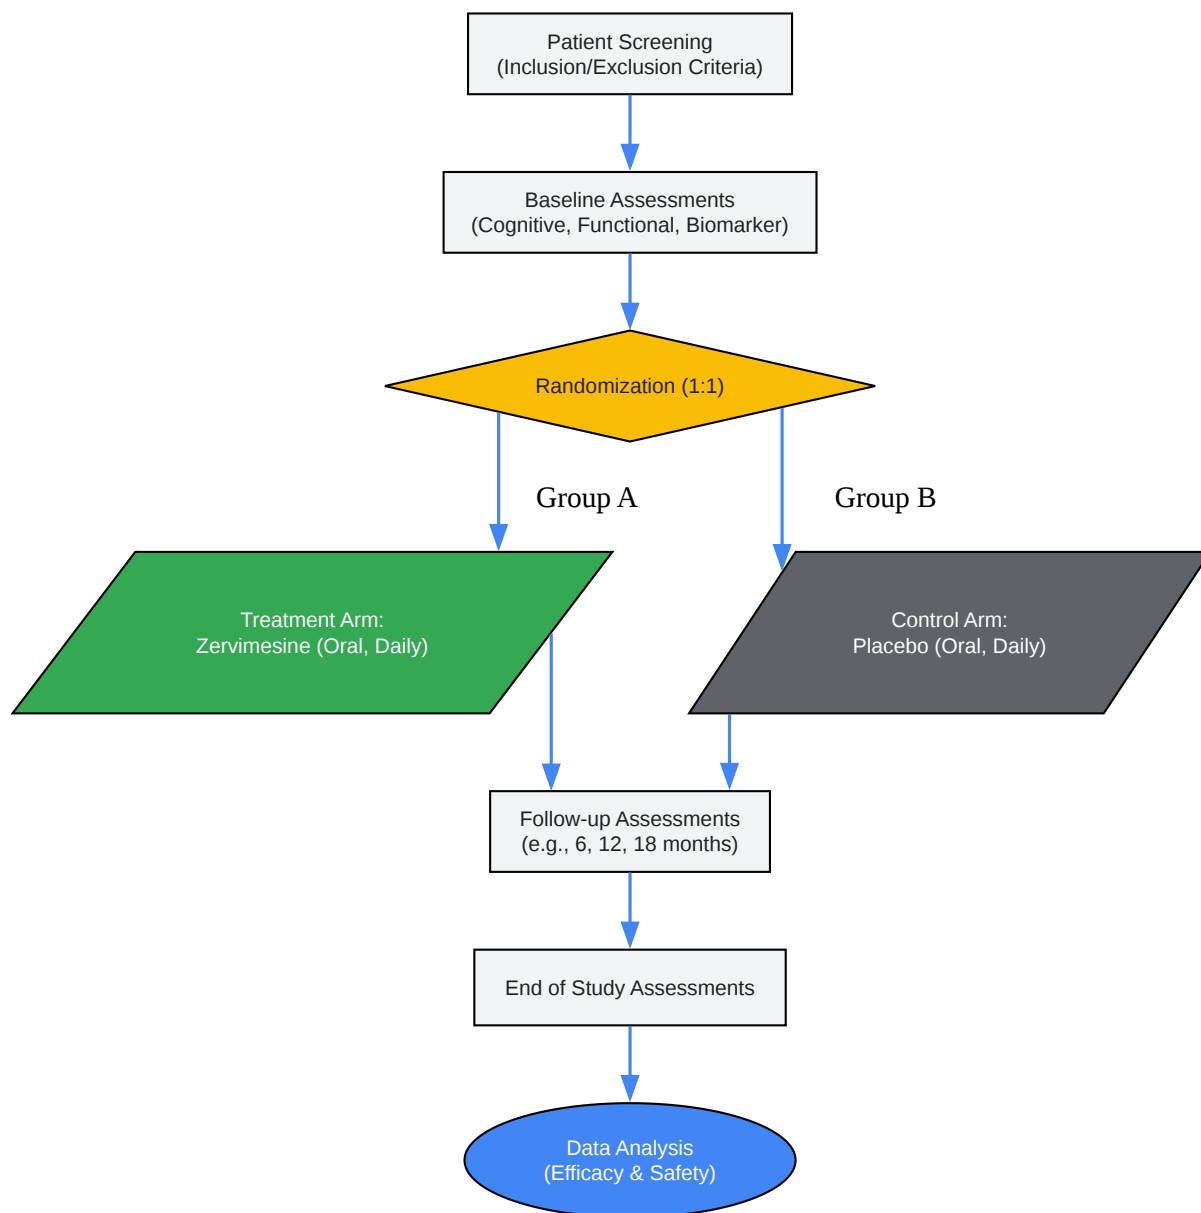 Patient Screening
(Inclusion/Exclusion Criteria)
Baseline Assessments
(Cognitive, Functional, Biomarker)
Randomization (1:1)
Group A
Group B
Treatment Arm:
Zervimesine (Oral, Daily)
Control Arm:
Placebo (Oral, Daily)
Follow-up Assessments
(e.g., 6, 12, 18 months)
End of Study Assessments
Data Analysis
(Efficacy & Safety)